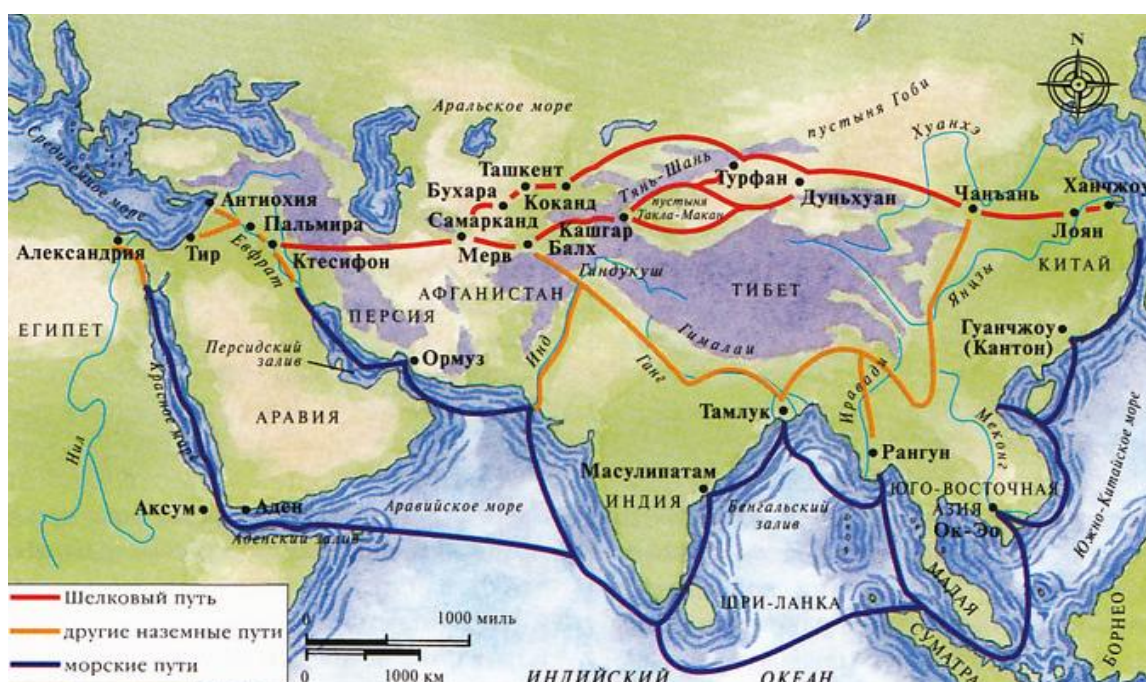 N
Аральское море
пустыня Гоби
Хуанхэ
Средиземное море
Ташкент
Тянь-Шань
Турфан
Антиохия
Бухара
Коканд
Дуньхуан
Чанъань
Ханчжо
пустыня
Такла-Макан
Пальмира
Самарканд
Кашгар
Лоян
Александрия
Тир
Евфрат
Ктесифон
Мерв
Балх
Гиндукуш
ТИБЕТ
Янцзы
КИТАЙ
АФГАНИСТАН
ЕГИПЕТ
ПЕРСИЯ
Гуанчжоу
(Кантон)
Персидский
залив
Ормуз
Инд
Гималаи
Ганг
Красное море
АРАВИЯ
Тамлук
Иравади
Меконг
Южно-Китайское море
Нил
Рангун
Масулипатам
ИНДИЯ
Бенгальский
залив
ЮГО-ВОСТОЧНАЯ
АЗИЯ
Ок-Эо
Аксум
Аден
Аравийское море
Аденский залив
МАДАЯ
ШРИ-ЛАНКА
СУМАТРА
БОРНЕО
Шелковый путь
другие наземные пути
морские пути
0
1000 миль
0
1000 км
ИНДИЙСКИЙ ОКЕАН